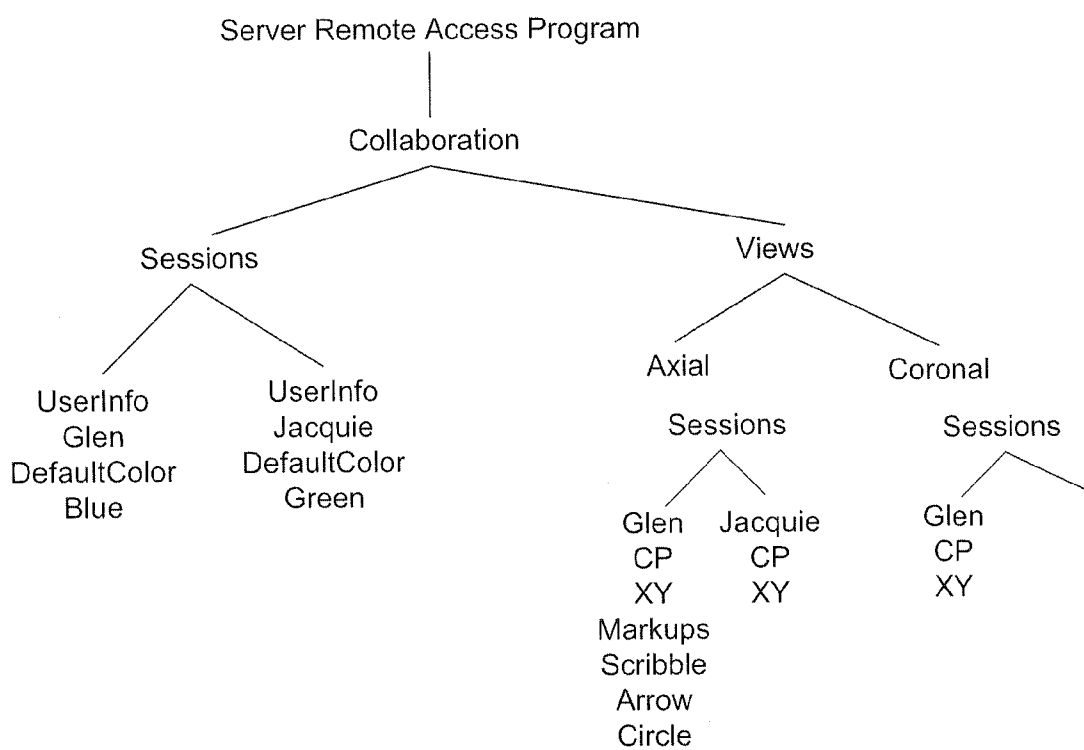 Server Remote Access Program
Collaboration
Sessions
Views
Axial
Coronal
UserInfo
Glen
DefaultColor
Blue
UserInfo
Jacquie
DefaultColor
Green
Sessions
Sessions
Glen
CP
XY
Markups
Scribble
Arrow
Circle
Jacquie
CP
XY
Glen
CP
XY